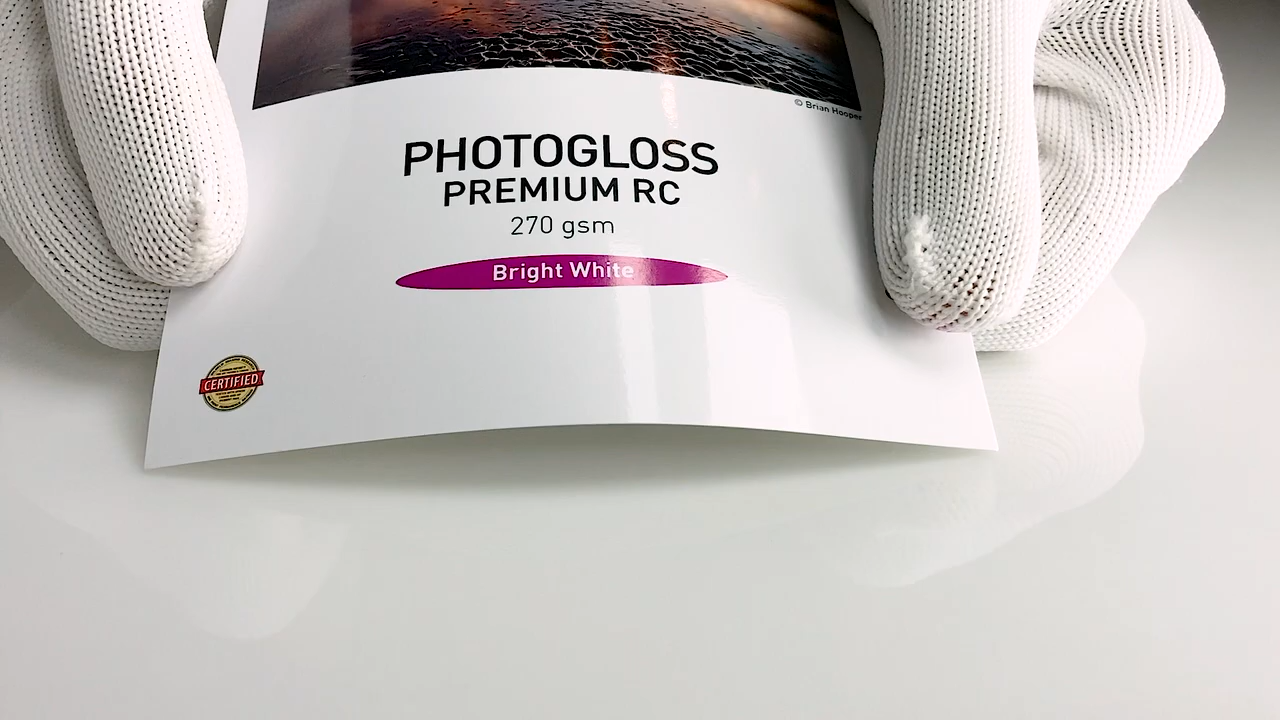 © Brian Hooper
PHOTOGLOSS
PREMIUM RC
270 gsm
Bright White
CERTIFIED